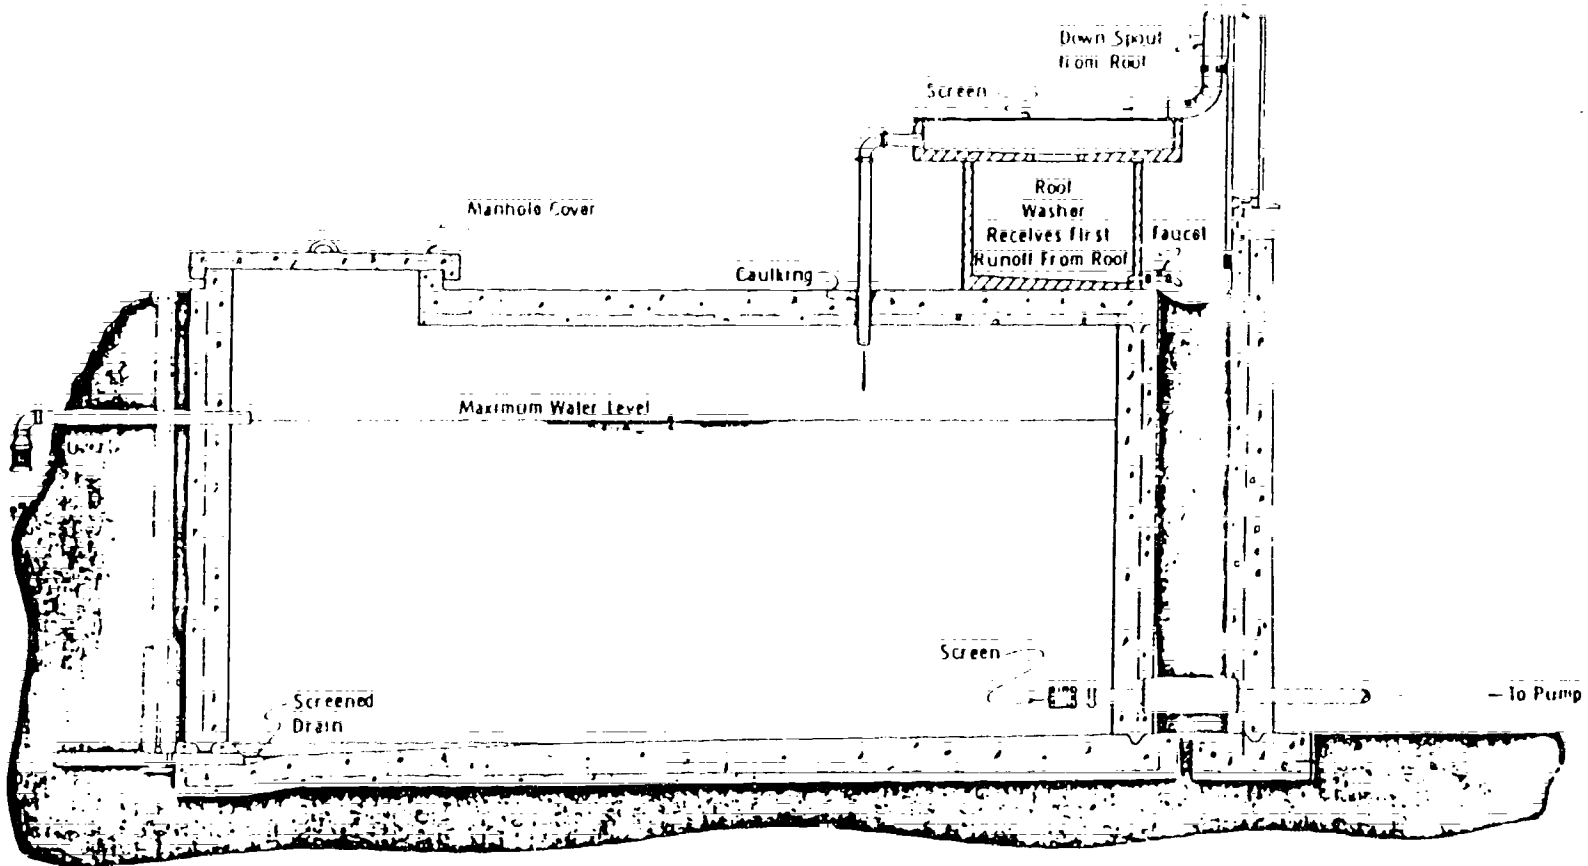 Down Spout
from Roof
Screen
Manhole Cover
Roof
Washer
Receives First
Runoff From Roof
Faucet
Caulking
Maximum Water Level
Screen
Screened
Drain
To Pump